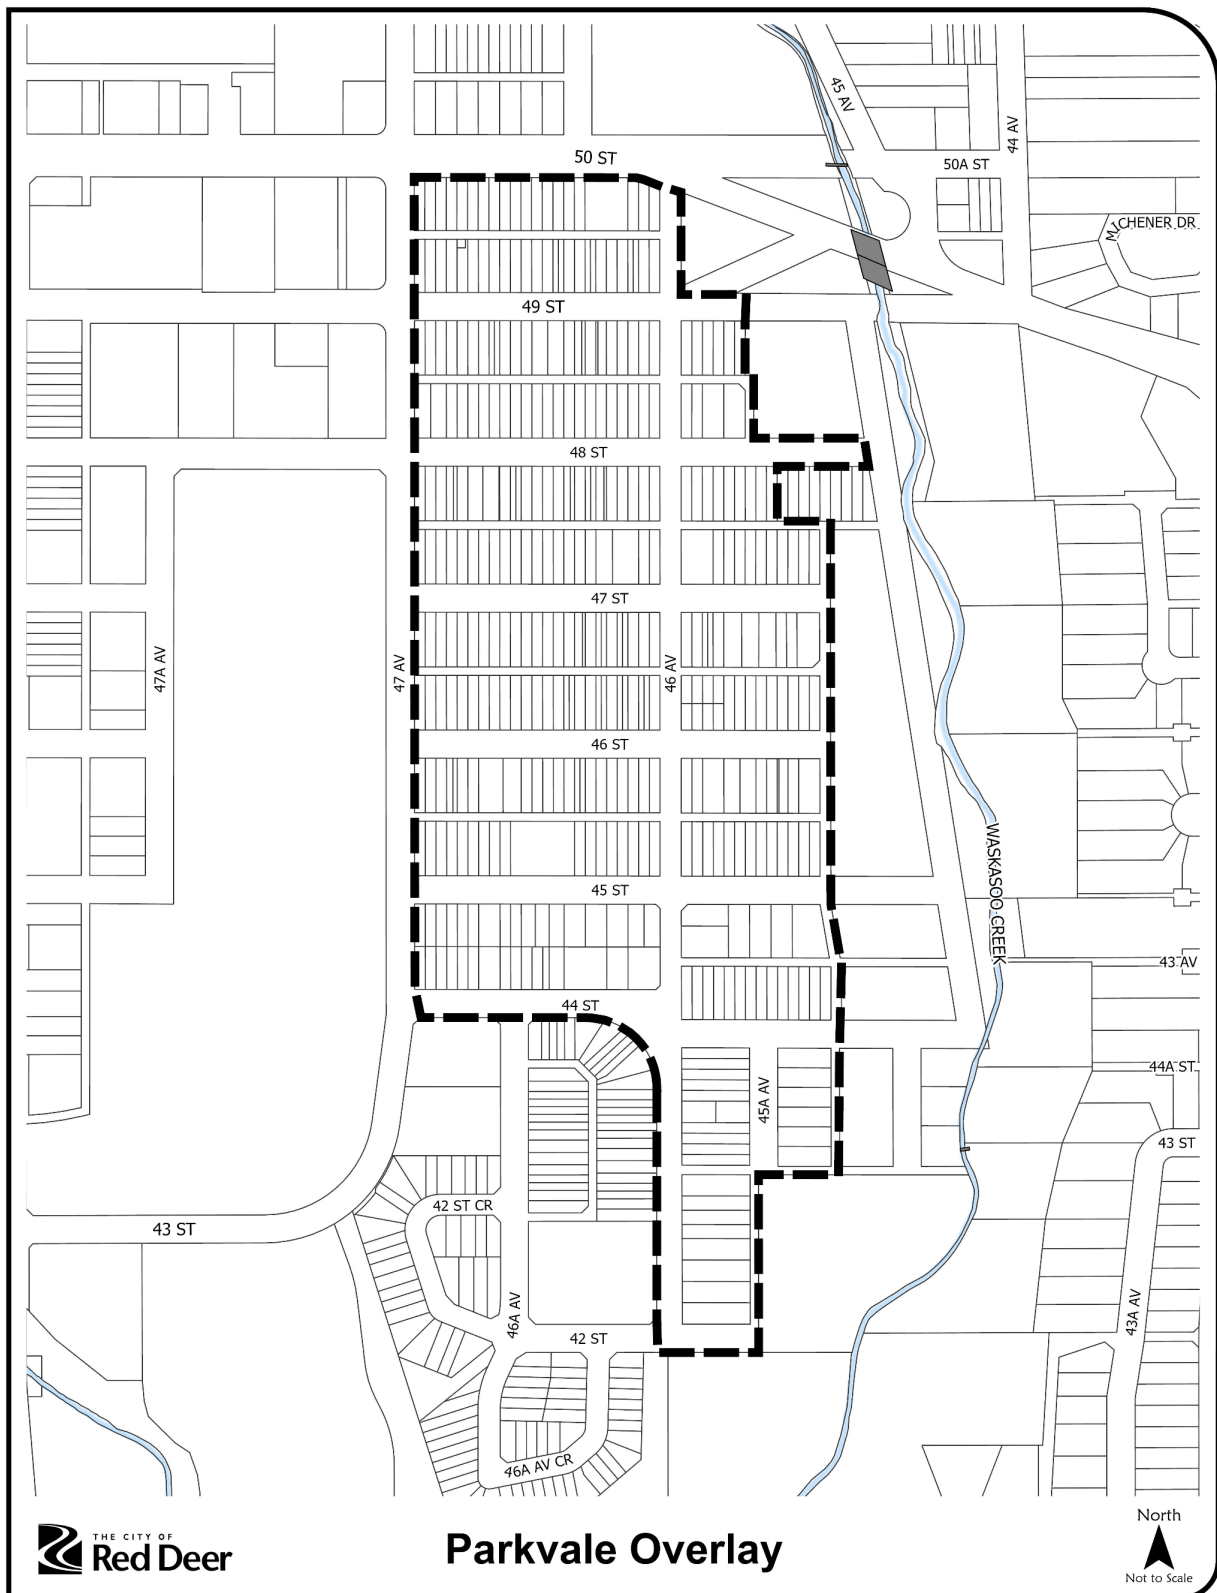 45 AV
44 AV
50 ST
50A ST
MICHENER DR
49 ST
48 ST
47 ST
47A AV
47 AV
46 AV
46 ST
WASKASOO CREEK
45 ST
43 AV
44 ST
44A ST
45A AV
43 ST
42 ST CR
43 ST
46A AV
43A AV
42 ST
46A AV CR
THE CITY OF
Red Deer
Parkvale Overlay
North
Not to Scale